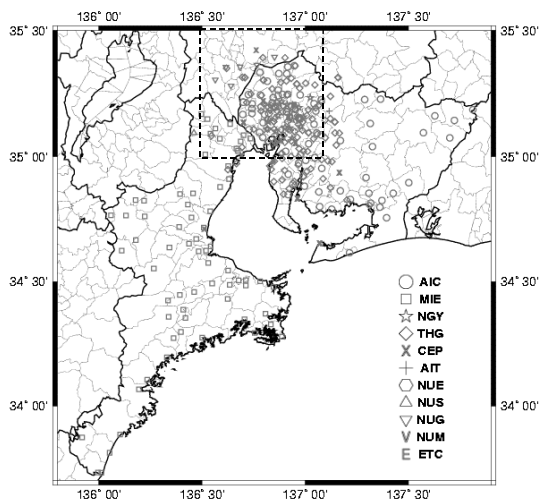 136° 00' 136° 30' 137° 00' 137° 30'
35° 30' 35° 30'
35° 00' 35° 00'
34° 30' 34° 30'
34° 00' 34° 00'
AIC
MIE
NGY
THG
CEP
AIT
NUE
NUS
NUG
NUM
ETC
136° 00' 136° 30' 137° 00' 137° 30'